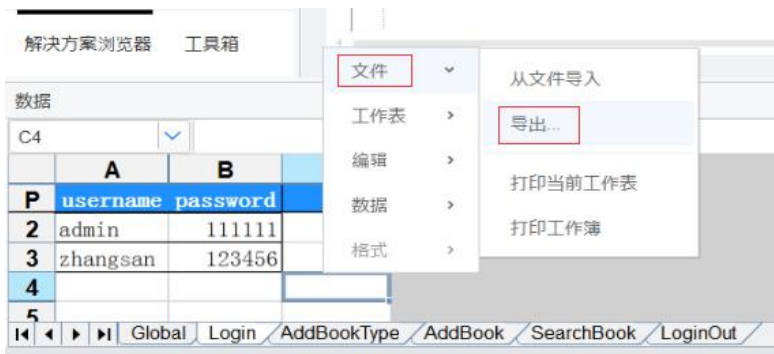 解决方案浏览器 工具箱
数据
C4
A B
P username password
2 admin 111111
3 zhangsan 123456
4
5
文件
工作表
编辑
数据
格式
从文件导入
导出...
打印当前工作表
打印工作簿
Global Login AddBookType AddBook SearchBook LoginOut